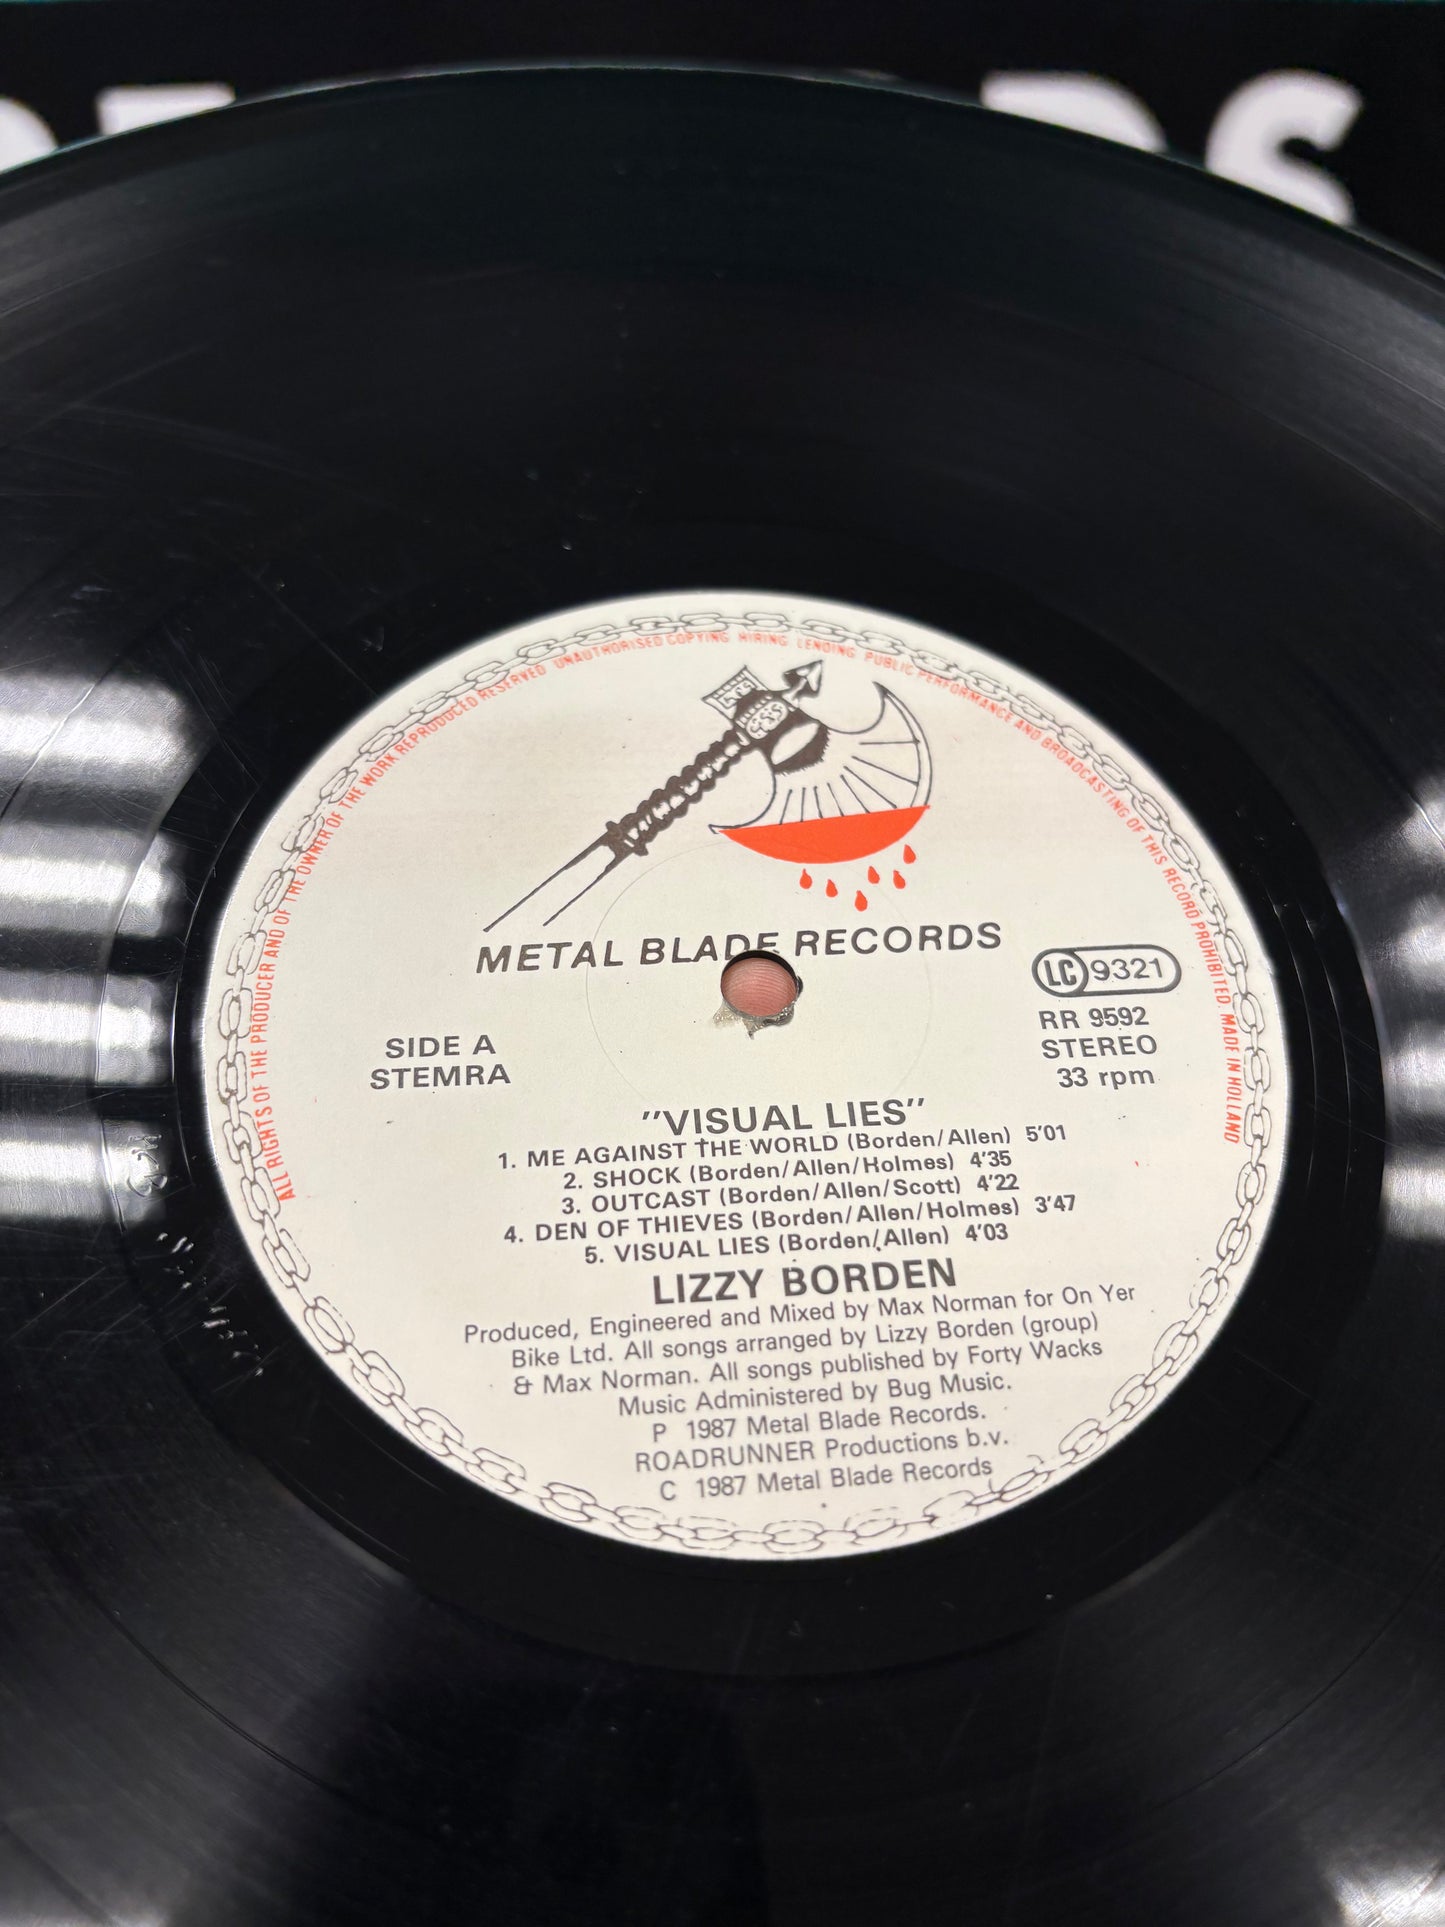 RDS
ALL RIGHTS OF THE PRODUCER AND OF THE OWNER OF THE WORK REPRODUCED RESERVED UNAUTHORISED COPYING HIRING LENDING PUBLIC PERFORMANCE AND BROADCASTING OF THIS RECORD PROHIBITED. MADE IN HOLLAND
METAL BLADE RECORDS
LC 9321
RR 9592
STEREO
33 rpm
SIDE A
STEMRA
"VISUAL LIES"
1. ME AGAINST THE WORLD (Borden/Allen) 5'01
2. SHOCK (Borden/Allen/Holmes) 4'35
3. OUTCAST (Borden/Allen/Scott) 4'22
4. DEN OF THIEVES (Borden/Allen/Holmes) 3'47
5. VISUAL LIES (Borden/Allen) 4'03
LIZZY BORDEN
Produced, Engineered and Mixed by Max Norman for On Yer
Bike Ltd. All songs arranged by Lizzy Borden (group)
& Max Norman. All songs published by Forty Wacks
Music Administered by Bug Music.
P 1987 Metal Blade Records.
ROADRUNNER Productions b.v.
C 1987 Metal Blade Records